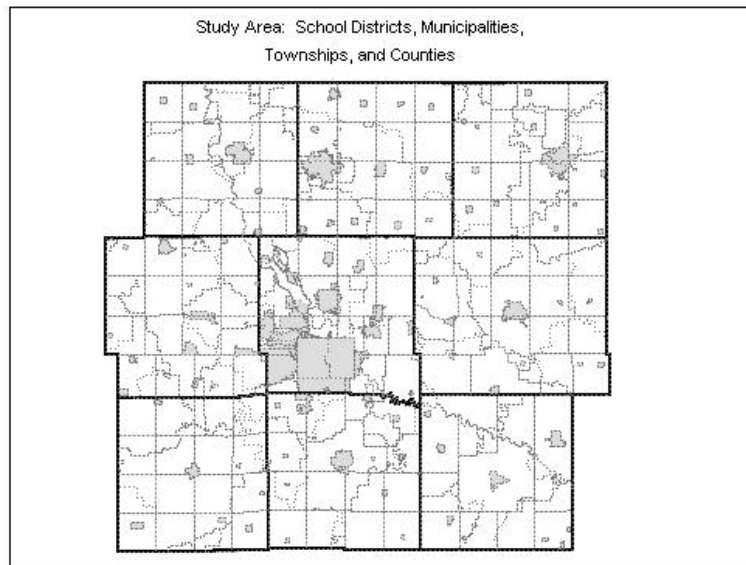 Study Area:  School Districts, Municipalities,
Townships, and Counties